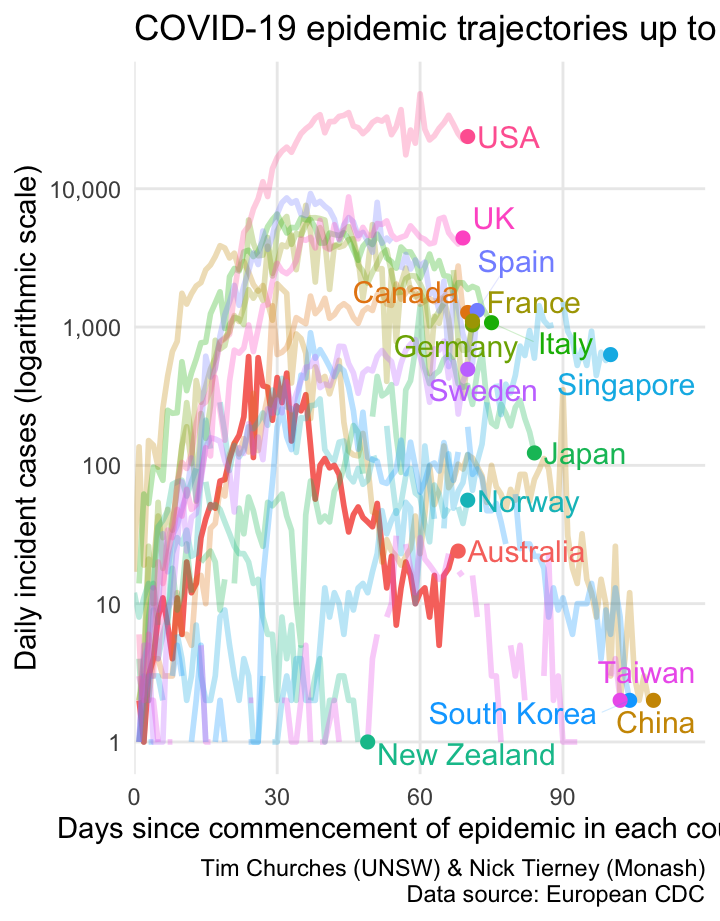 COVID-19 epidemic trajectories up to
Daily incident cases (logarithmic scale)
10,000
1,000
100
10
1
USA
UK
Spain
Canada
France
Germany
Italy
Sweden
Singapore
Japan
Norway
Australia
Taiwan
South Korea
China
New Zealand
0 30 60 90
Days since commencement of epidemic in each cou
Tim Churches (UNSW) & Nick Tierney (Monash)
Data source: European CDC